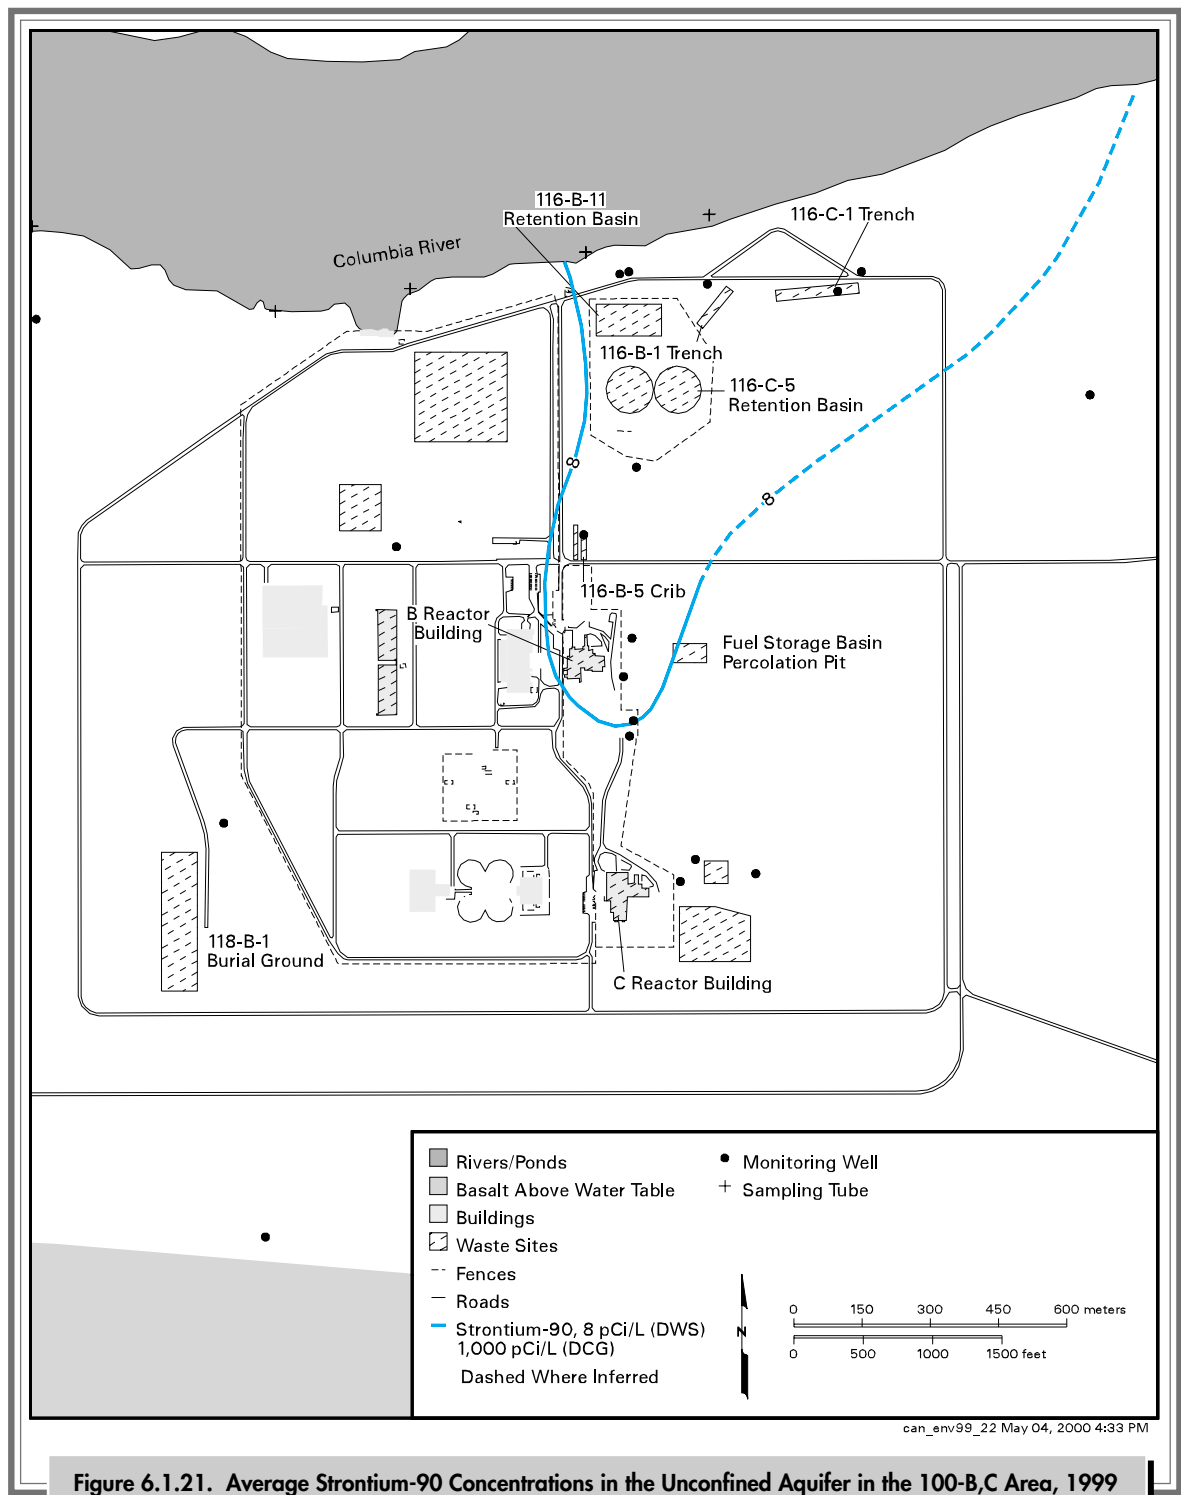 116-B-11
Retention Basin
116-C-1 Trench
Columbia River
116-B-1 Trench
116-C-5
Retention Basin
8
8
116-B-5 Crib
B Reactor
Building
Fuel Storage Basin
Percolation Pit
118-B-1
Burial Ground
C Reactor Building
Rivers/Ponds
Basalt Above Water Table
Buildings
Waste Sites
Fences
Roads
Strontium-90, 8 pCi/L (DWS)
1,000 pCi/L (DCG)
Dashed Where Inferred
Monitoring Well
Sampling Tube
N
0 150 300 450 600 meters
0 500 1000 1500 feet
can_env99_22 May 04, 2000 4:33 PM
Figure 6.1.21. Average Strontium-90 Concentrations in the Unconfined Aquifer in the 100-B,C Area, 1999